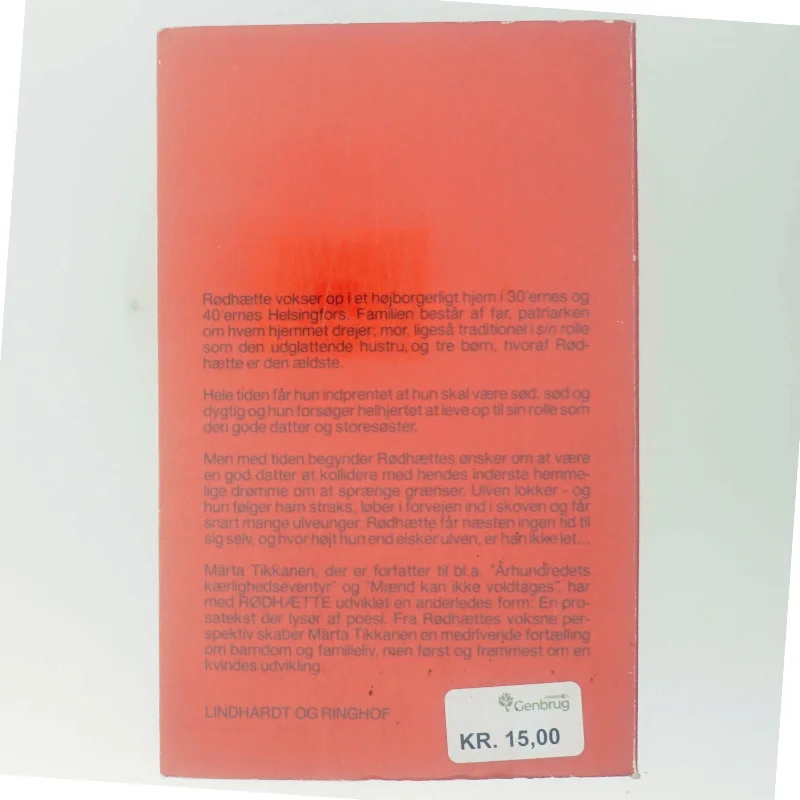 Rødhætte vokser op i et højborgerligt hjem i 30'ernes og
40'ernes Helsingfors. Familien består af far, patriarken
om hvem hjemmet drejer; mor, ligeså traditionel i sin rolle
som den udglattende hustru, og tre børn, hvoraf Rød-
hætte er den ældste.
Hele tiden får hun indprentet at hun skal være sød, sød og
dygtig og hun forsøger helhjertet at leve op til sin rolle som
den gode datter og storesøster.
Men med tiden begynder Rødhættes ønsker om at være
en god datter at kollidere med hendes inderste hemme-
lige drømme om at sprænge grænser. Ulven lokker - og
hun følger ham straks, løber i forvejen ind i skoven og får
snart mange ulveunger. Rødhætte får næsten ingen tid til
sig selv, og hvor højt hun end elsker ulven, er han ikke let...
Märta Tikkanen, der er forfatter til bl.a. "Århundredets
kærlighedseventyr" og "Mænd kan ikke voldtages", har
med RØDHÆTTE udviklet en anderledes form: En pro-
satekst der lyser af poesi. Fra Rødhættes voksne per-
spektiv skaber Märta Tikkanen en medrivende fortælling
om barndom og familieliv, men først og fremmest om en
kvindes udvikling.
LINDHARDT OG RINGHOF
Genbrug
KR. 15,00